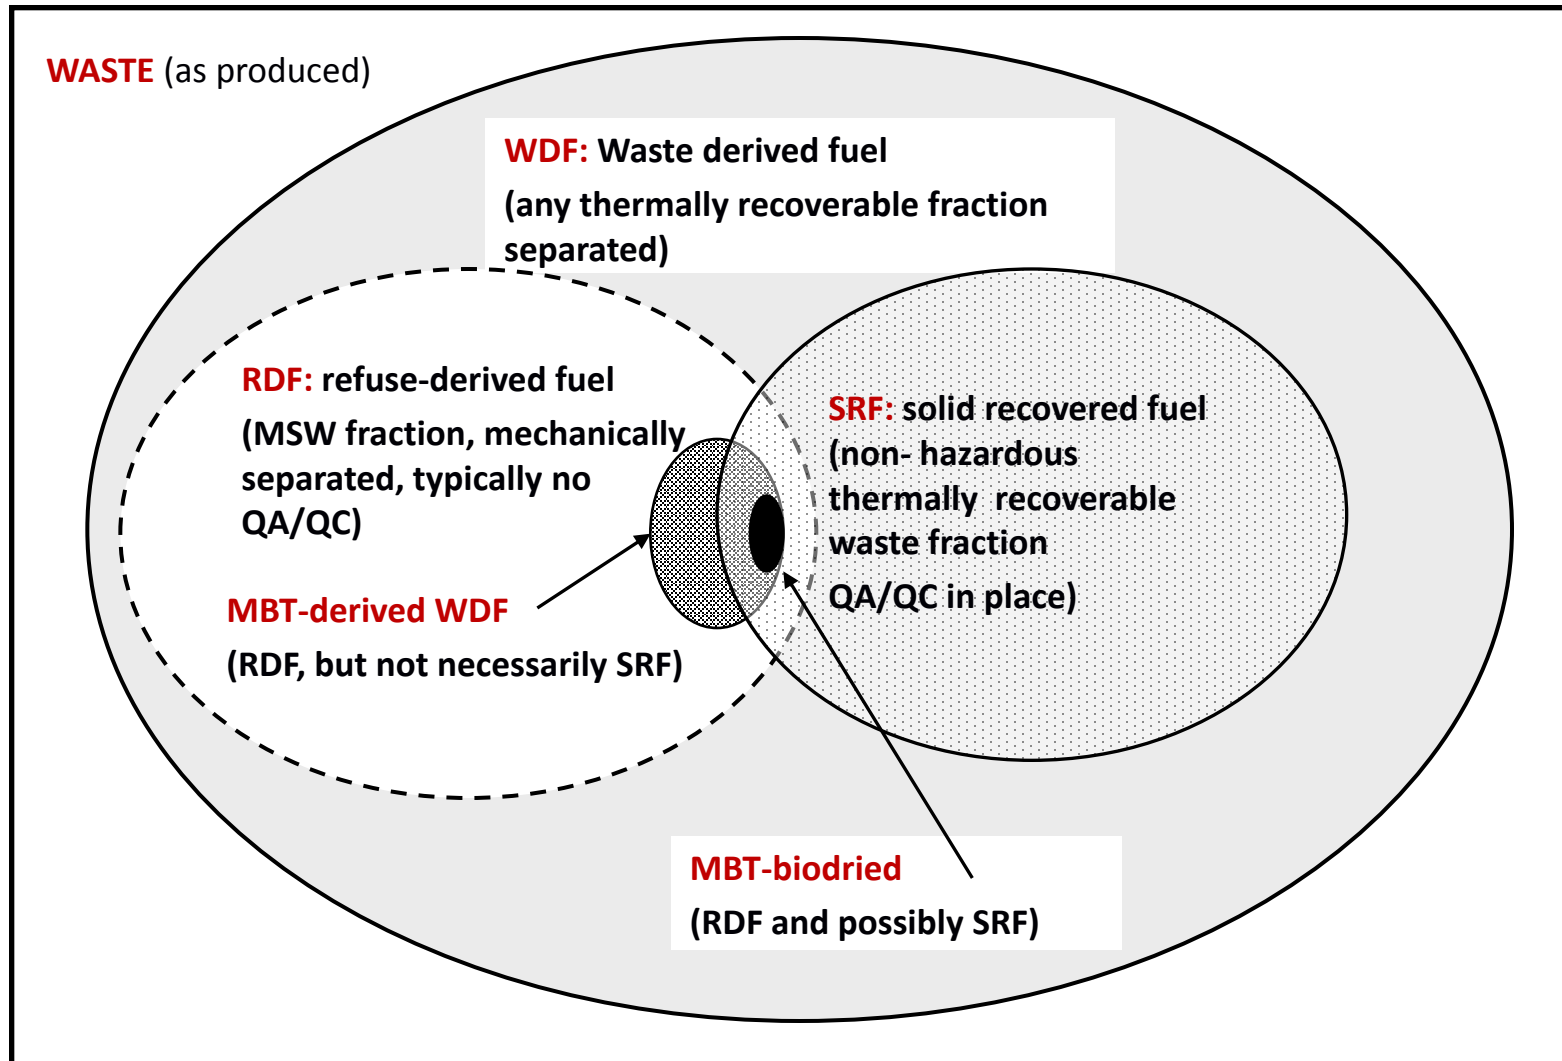 WASTE (as produced)
WDF: Waste derived fuel
(any thermally recoverable fraction
separated)
RDF: refuse-derived fuel
(MSW fraction, mechanically
separated, typically no
QA/QC)
SRF: solid recovered fuel
(non- hazardous
thermally recoverable
waste fraction
QA/QC in place)
MBT-derived WDF
(RDF, but not necessarily SRF)
MBT-biodried
(RDF and possibly SRF)